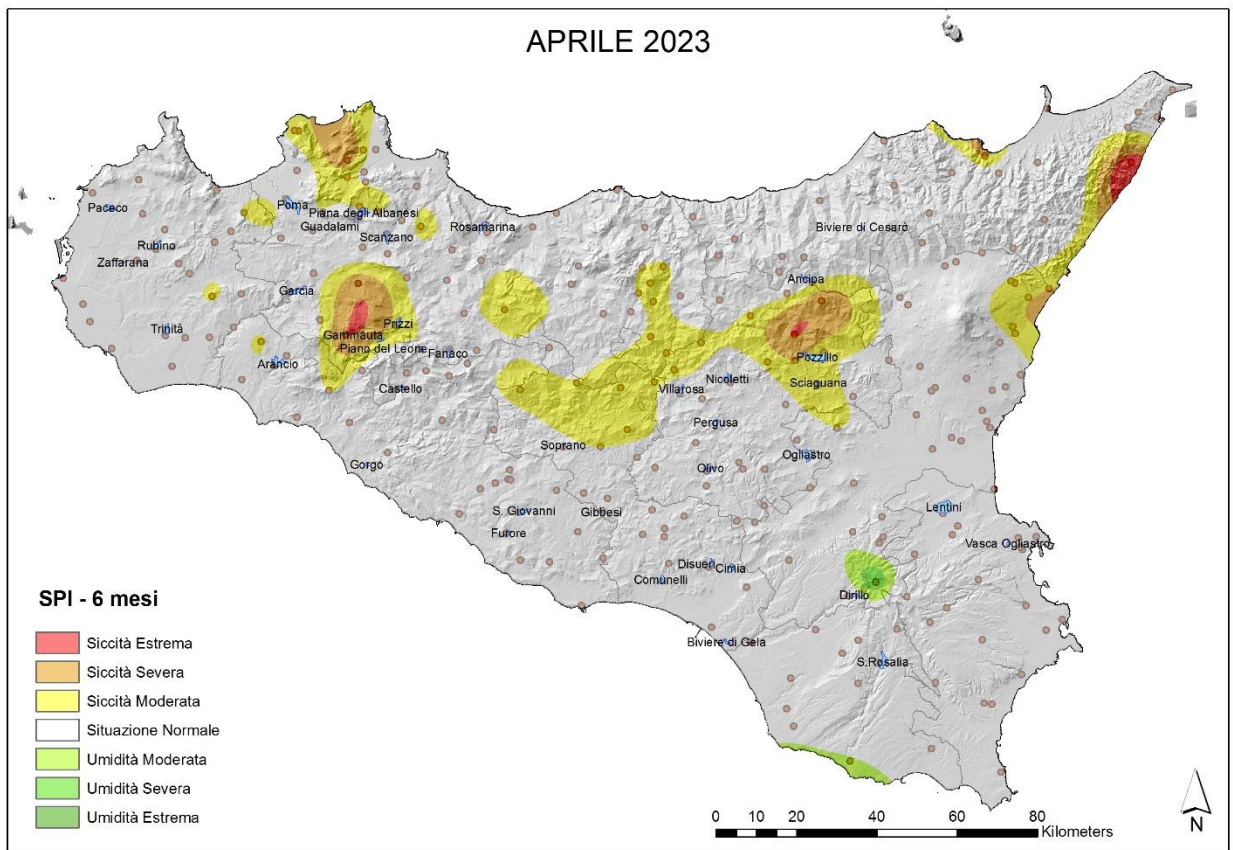 APRILE 2023
Paceco
Poma
Piana degli Albanesi
Guadalami
Scanzano
Rosamarina
Biviere di Cesarò
Rubino
Zaffarana
Garcia
Ancipa
Trinità
Gammauta
Prizzi
Piano del Leone
Fanaco
Arancio
Castello
Pozzillo
Nicoletti
Villarosa
Sciaguana
Pergusa
Soprano
Ogliastro
Gorgo
Olivo
S. Giovanni
Gibbesi
Lentini
Furore
Vasca Ogliastro
Disueri
Cimia
Comunelli
Dirillo
Biviere di Gela
S.Rosalia
SPI - 6 mesi
Siccità Estrema
Siccità Severa
Siccità Moderata
Situazione Normale
Umidità Moderata
Umidità Severa
Umidità Estrema
0 10 20 40 60 80
Kilometers
N